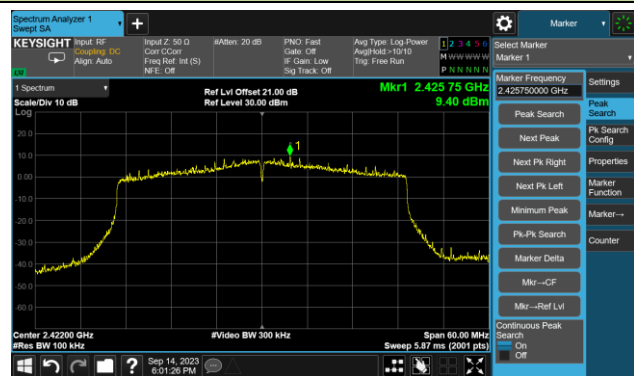 Spectrum Analyzer 1
Swept SA
Marker
KEYSIGHT
Input: RF
Coupling: DC
Align: Auto
Input Z: 50 Ω
Corr CCorr
Freq Ref: Int (S)
NFE: Off
#Atten: 20 dB
PNO: Fast
Gate: Off
IF Gain: Low
Sig Track: Off
Avg Type: Log-Power
Avg|Hold:>10/10
Trig: Free Run
1 2 3 4 5 6
M W W W W W
P N N N N N
Select Marker
Marker 1
LXI
1 Spectrum
Scale/Div 10 dB
Log
Ref Lvl Offset 21.00 dB
Ref Level 30.00 dBm
Mkr1 2.425 75 GHz
9.40 dBm
20.0
10.0
0.00
-10.0
-20.0
-30.0
-40.0
-50.0
-60.0
1
Center 2.42200 GHz
#Res BW 100 kHz
#Video BW 300 kHz
Span 60.00 MHz
Sweep 5.87 ms (2001 pts)
Marker Frequency
2.425750000 GHz
Peak Search
Next Peak
Next Pk Right
Next Pk Left
Minimum Peak
Pk-Pk Search
Marker Delta
Mkr→CF
Mkr→Ref Lvl
Continuous Peak
Search
On
Off
Settings
Peak
Search
Pk Search
Config
Properties
Marker
Function
Marker→
Counter
?
Sep 14, 2023
6:01:26 PM